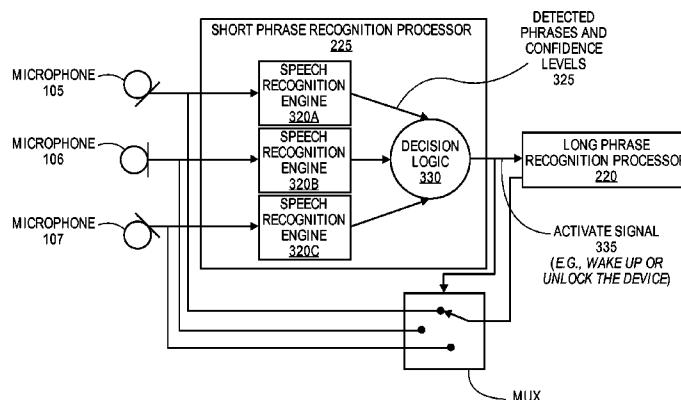 SHORT PHRASE RECOGNITION PROCESSOR
225
DETECTED
PHRASES AND
CONFIDENCE
LEVELS
325
MICROPHONE
105
SPEECH
RECOGNITION
ENGINE
320A
MICROPHONE
106
SPEECH
RECOGNITION
ENGINE
320B
DECISION
LOGIC
330
LONG PHRASE
RECOGNITION PROCESSOR
220
MICROPHONE
107
SPEECH
RECOGNITION
ENGINE
320C
ACTIVATE SIGNAL
335
(E.G., WAKE UP OR
UNLOCK THE DEVICE)
MUX